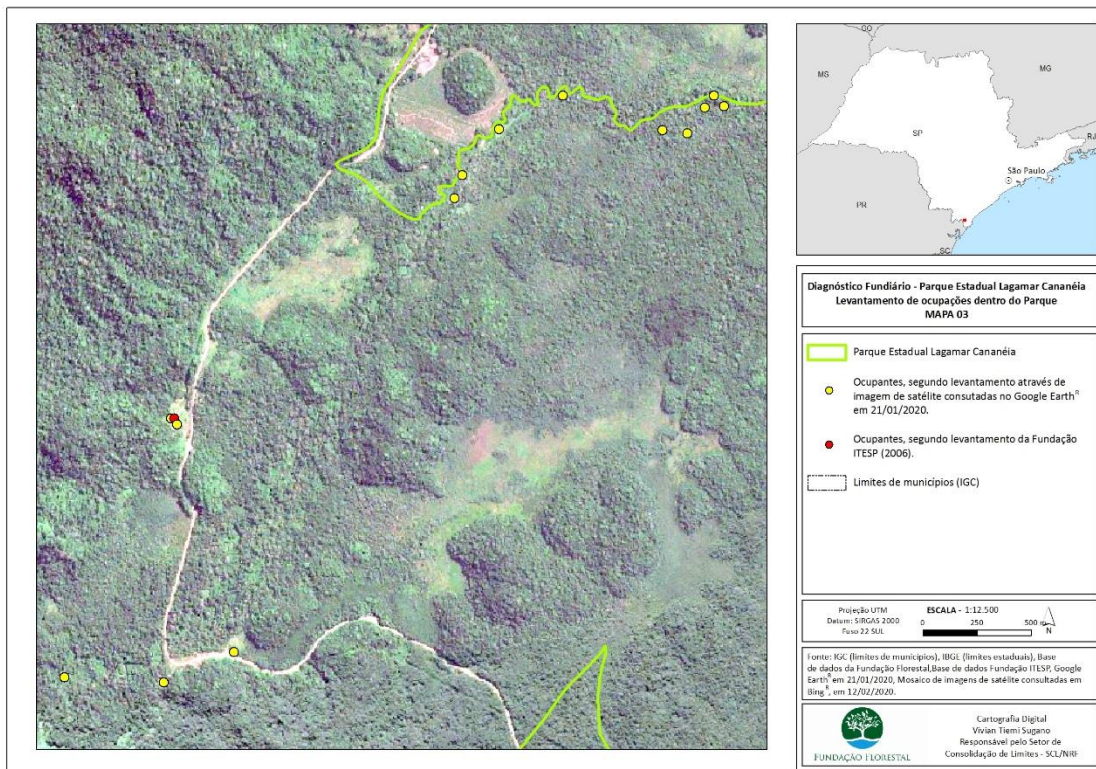 GO
MS
MG
SP
RJ
São Paulo
PR
SC
Diagnóstico Fundiário - Parque Estadual Lagamar Cananéia
Levantamento de ocupações dentro do Parque
MAPA 03
Parque Estadual Lagamar Cananéia
Ocupantes, segundo levantamento através de
imagem de satélite consutadas no Google Earth R
em 21/01/2020.
Ocupantes, segundo levantamento da Fundação
ITESP (2006).
Limites de municípios (IGC)
Projeção UTM
Datum: SIRGAS 2000
Fuso 22 SUL
ESCALA - 1:12.500
0 250 500 m
N
Fonte: IGC (limites de municípios), IBGE (limites estaduais), Base
de dados da Fundação Florestal,Base de dados Fundação ITESP, Google
Earth R em 21/01/2020, Mosaico de imagens de satélite consultadas em
Bing R, em 12/02/2020.
FUNDAÇÃO FLORESTAL
Cartografia Digital
Vivian Tiemi Sugano
Responsável pelo Setor de
Consolidação de Limites - SCL/NRF